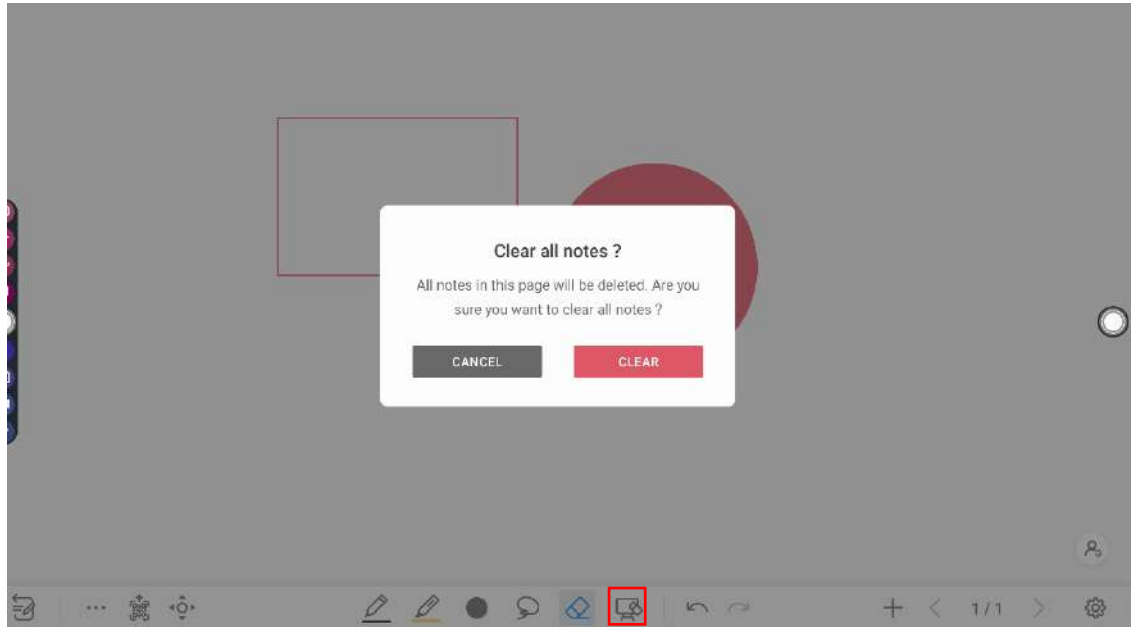 Clear all notes ?
All notes in this page will be deleted. Are you
sure you want to clear all notes ?
CANCEL
CLEAR
1/1